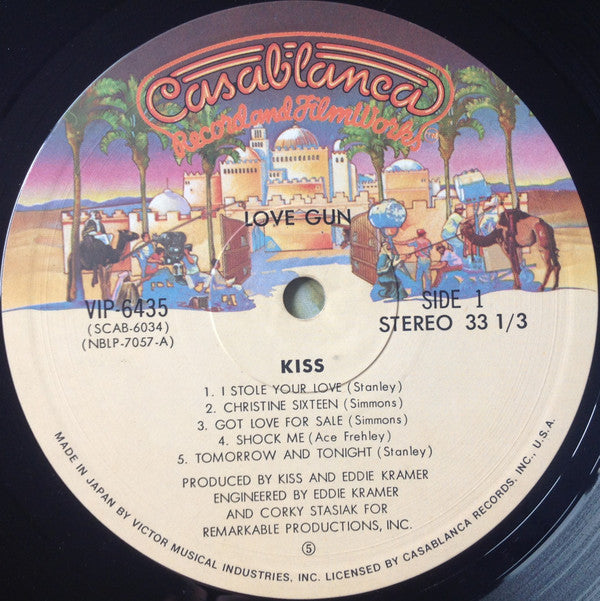 Casablanca
Record and FilmWorks
LOVE GUN
VIP-6435
(SCAB-6034)
(NBLP-7057-A)
SIDE 1
STEREO 33 1/3
KISS
1. I STOLE YOUR LOVE (Stanley)
2. CHRISTINE SIXTEEN (Simmons)
3. GOT LOVE FOR SALE (Simmons)
4. SHOCK ME (Ace Frehley)
5. TOMORROW AND TONIGHT (Stanley)
PRODUCED BY KISS AND EDDIE KRAMER
ENGINEERED BY EDDIE KRAMER
AND CORKY STASIAK FOR
REMARKABLE PRODUCTIONS, INC.
⑤
MADE IN JAPAN BY VICTOR MUSICAL INDUSTRIES, INC. LICENSED BY CASABLANCA RECORDS. INC., U.S.A.